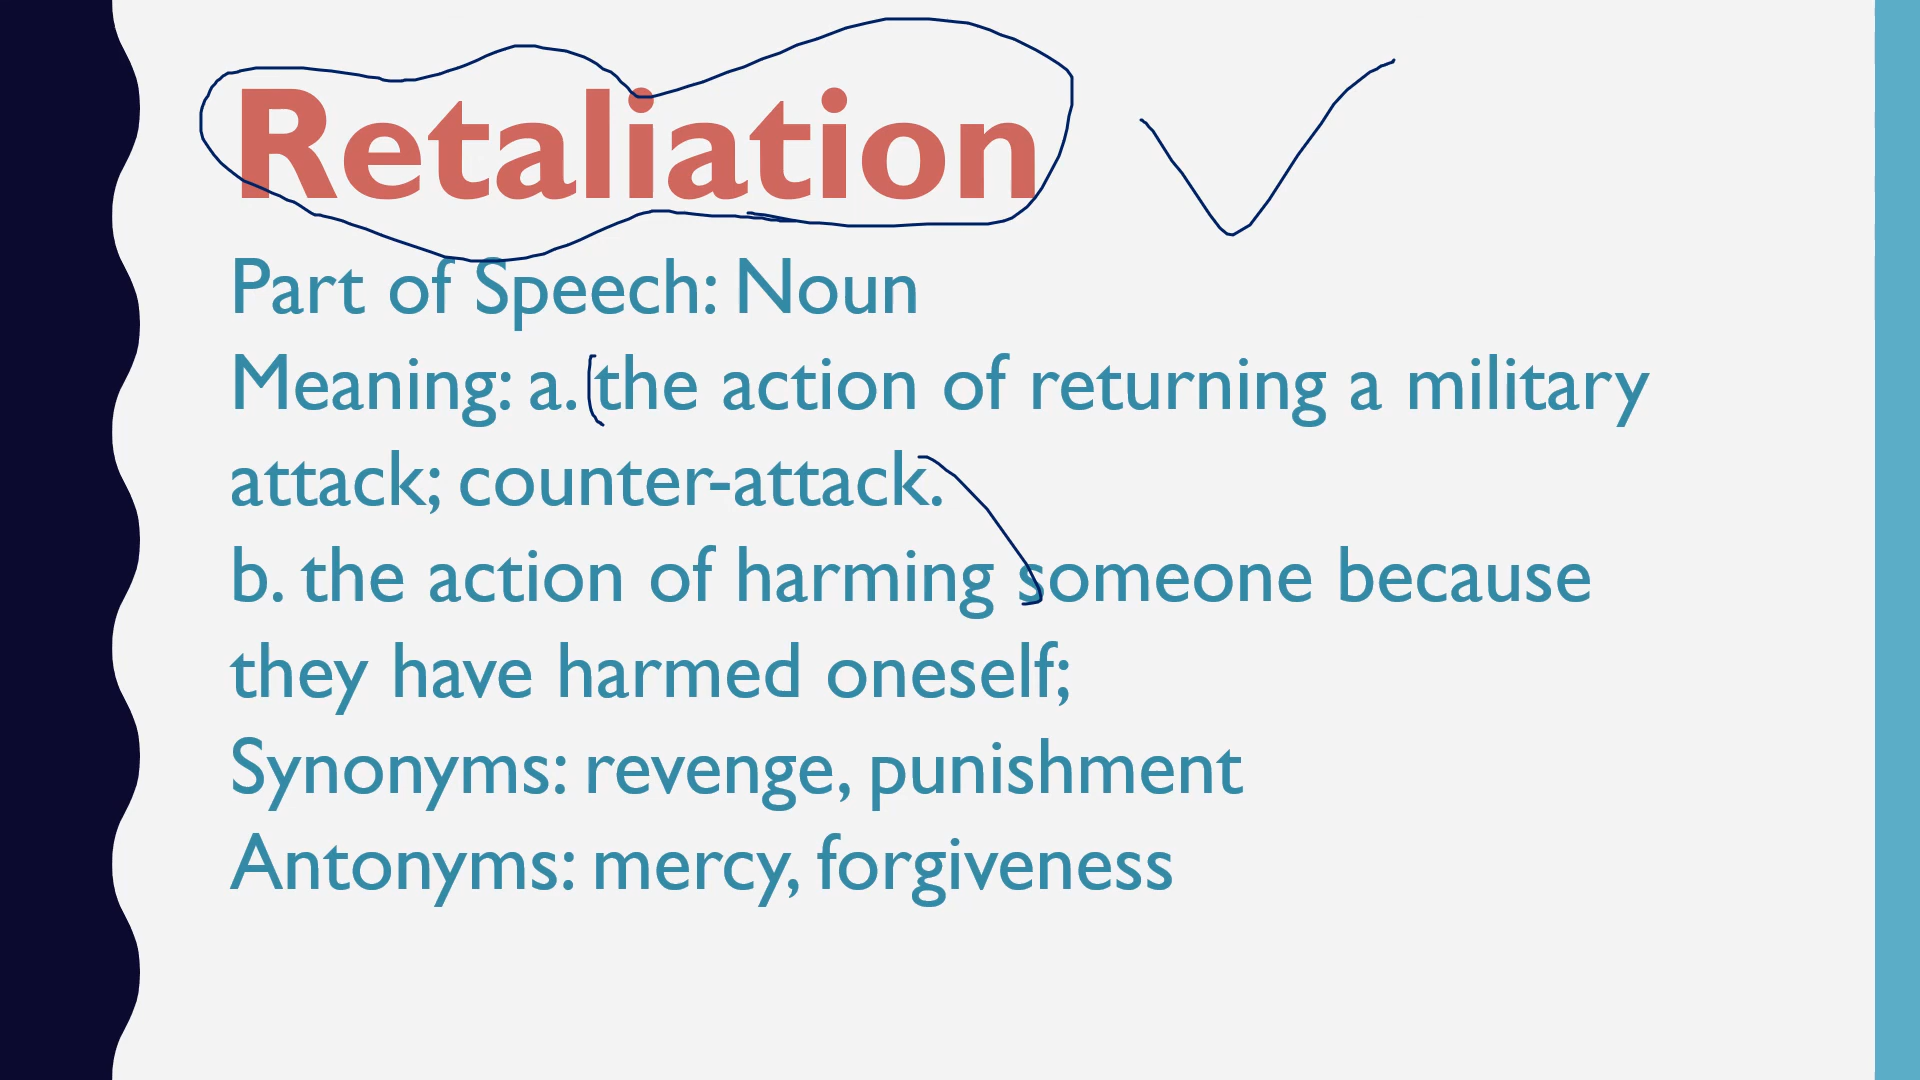 Retaliation
Part of Speech: Noun
Meaning: a. the action of returning a military
attack; counter-attack.
b. the action of harming someone because
they have harmed oneself;
Synonyms: revenge, punishment
Antonyms: mercy, forgiveness